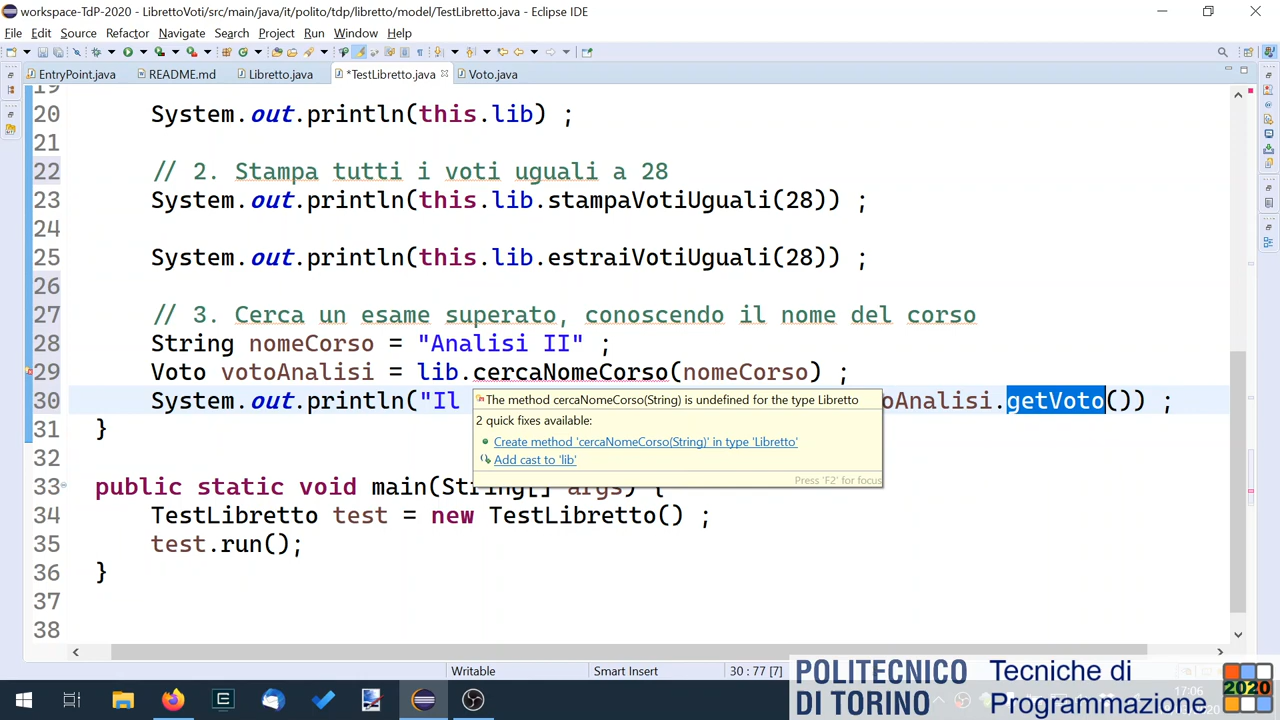 workspace-TdP-2020 - LibrettoVoti/src/main/java/it/polito/tdp/libretto/model/TestLibretto.java - Eclipse IDE
File Edit Source Refactor Navigate Search Project Run Window Help
EntryPoint.java README.md Libretto.java *TestLibretto.java Voto.java
19
20 System.out.println(this.lib) ;
21
22 // 2. Stampa tutti i voti uguali a 28
23 System.out.println(this.lib.stampaVotiUguali(28)) ;
24
25 System.out.println(this.lib.estraiVotiUguali(28)) ;
26
27 // 3. Cerca un esame superato, conoscendo il nome del corso
28 String nomeCorso = "Analisi II" ;
29 Voto votoAnalisi = lib.cercaNomeCorso(nomeCorso) ;
30 System.out.println("Il oAnalisi.getVoto()) ;
The method cercaNomeCorso(String) is undefined for the type Libretto
2 quick fixes available:
Create method 'cercaNomeCorso(String)' in type 'Libretto'
Add cast to 'lib'
Press 'F2' for focus
31 }
32
33 public static void main(String[] args) {
34 TestLibretto test = new TestLibretto() ;
35 test.run();
36 }
37
38
Writable Smart Insert 30 : 77 [7]
POLITECNICO
DI TORINO
Tecniche di
Programmazione
2020
17:06